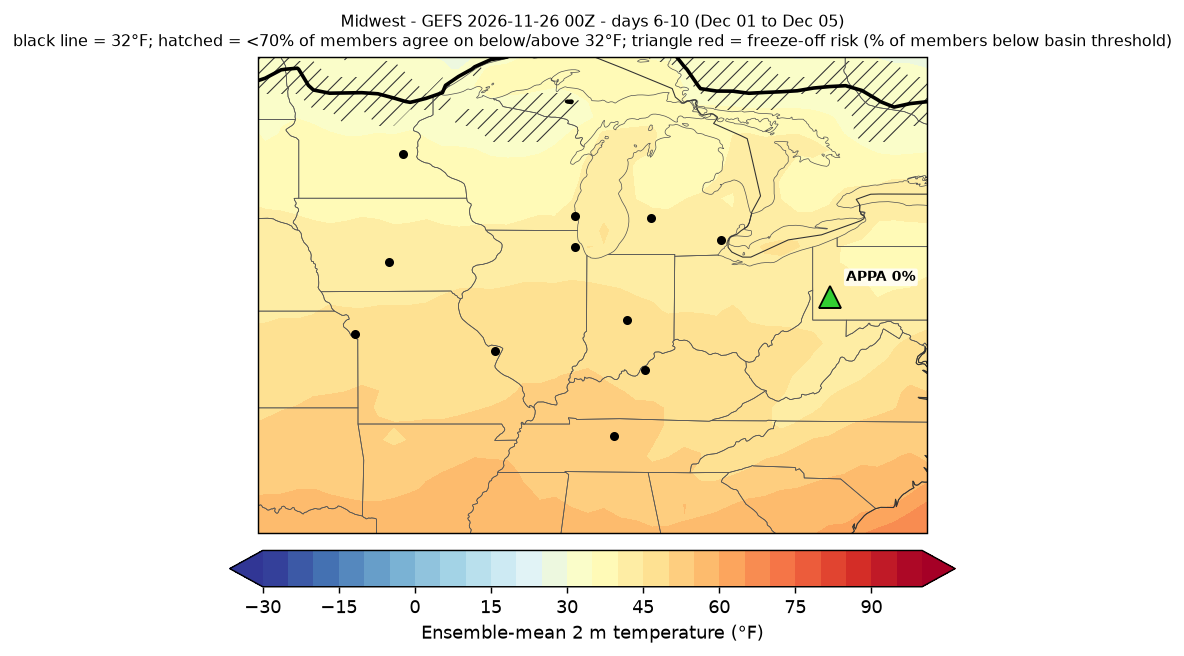 Midwest - GEFS 2026-11-26 00Z - days 6-10 (Dec 01 to Dec 05)
black line = 32°F; hatched = <70% of members agree on below/above 32°F; triangle red = freeze-off risk (% of members below basin threshold)
APPA 0%
−30 −15 0 15 30 45 60 75 90
Ensemble-mean 2 m temperature (°F)